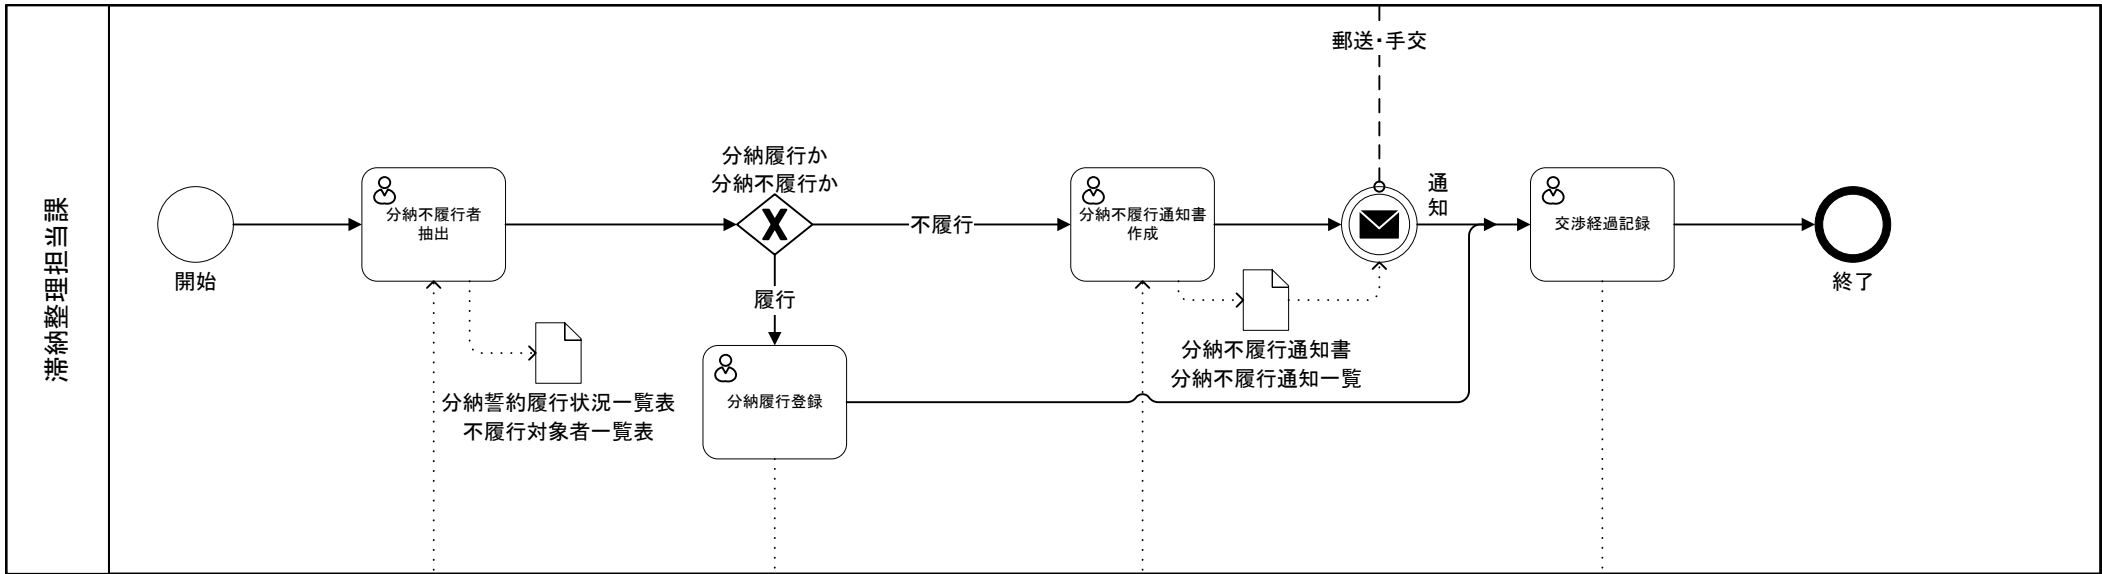 滞納整理担当課
郵送・手交
開始
分納不履行者
抽出
分納誓約履行状況一覧表
不履行対象者一覧表
分納履行か
分納不履行か
不履行
履行
分納履行登録
分納不履行通知書
作成
分納不履行通知書
分納不履行通知一覧
通
知
交渉経過記録
終了